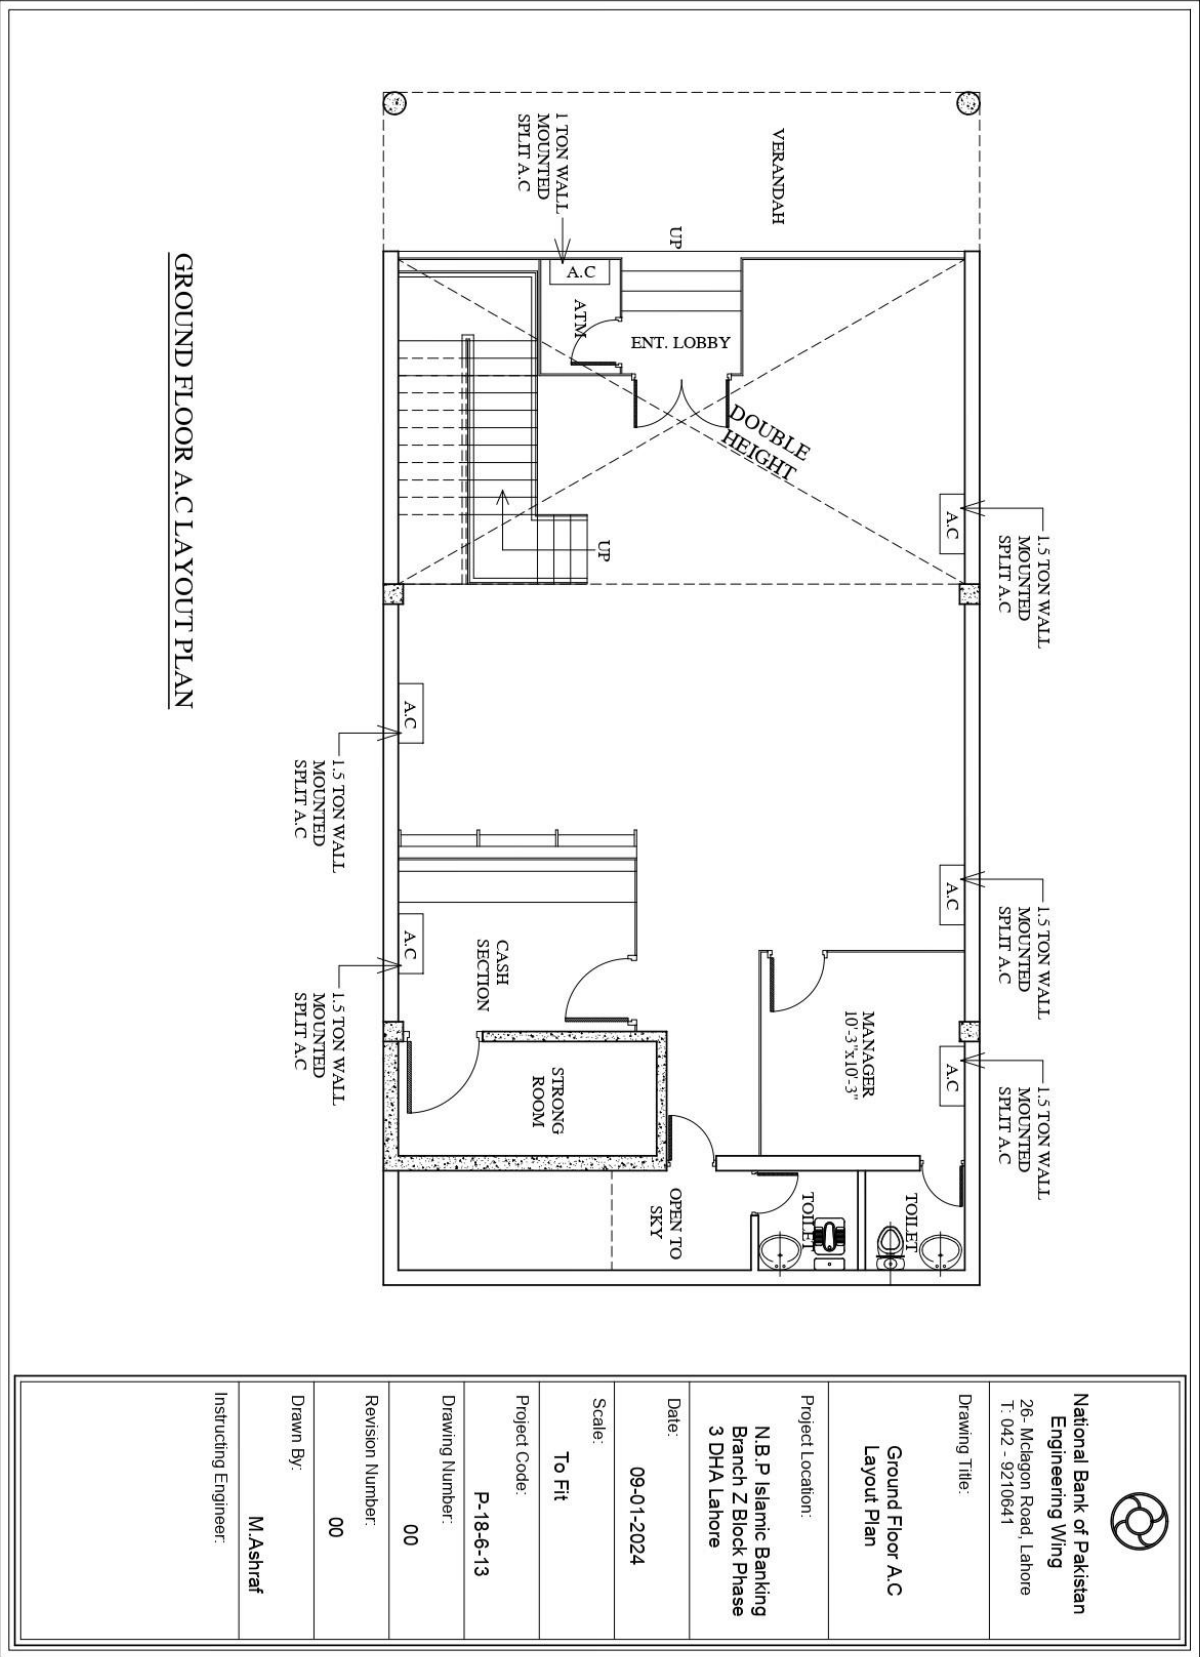 1.5 TON WALL
MOUNTED
SPLIT A.C
1.5 TON WALL
MOUNTED
SPLIT A.C
1.5 TON WALL
MOUNTED
SPLIT A.C
A.C
A.C
A.C
VERANDAH
UP
ENT. LOBBY
DOUBLE
HEIGHT
MANAGER
10'-3"x10'-3"
TOILET
TOILET
OPEN TO
SKY
1 TON WALL
MOUNTED
SPLIT A.C
A.C
ATM
UP
CASH
SECTION
STRONG
ROOM
A.C
A.C
1.5 TON WALL
MOUNTED
SPLIT A.C
1.5 TON WALL
MOUNTED
SPLIT A.C
GROUND FLOOR A.C LAYOUT PLAN
National Bank of Pakistan
Engineering Wing
26- Mclagon Road, Lahore
T: 042 - 9210641
Drawing Title:
Ground Floor A.C
Layout Plan
Project Location:
N.B.P Islamic Banking
Branch Z Block Phase
3 DHA Lahore
Date:
09-01-2024
Scale:
To Fit
Project Code:
P-18-6-13
Drawing Number:
00
Revision Number:
00
Drawn By:
M.Ashraf
Instructing Engineer: